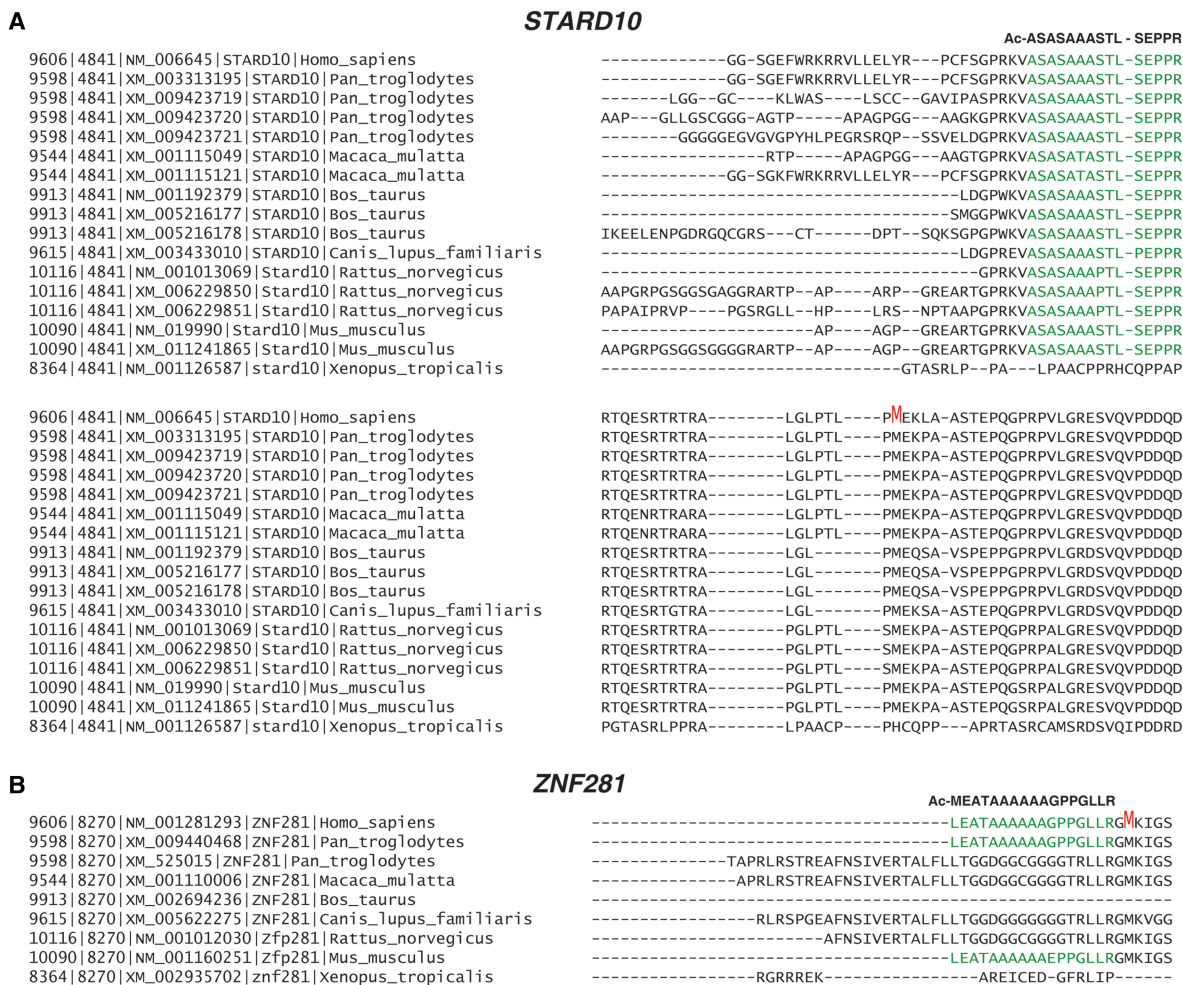 A
STARD10
Ac-ASASAAASTL - SEPPR
9606|4841|NM_006645|STARD10|Homo_sapiens -------------GG-SGEFWRKRRVLLELYR---PCFSGPRKVASASAAASTL-SEPPR
9598|4841|XM_003313195|STARD10|Pan_troglodytes -------------GG-SGEFWRKRRVLLELYR---PCFSGPRKVASASAAASTL-SEPPR
9598|4841|XM_009423719|STARD10|Pan_troglodytes -------LGG--GC----KLWAS----LSCC--GAVIPASPRKVASASAAASTL-SEPPR
9598|4841|XM_009423720|STARD10|Pan_troglodytes AAP---GLLGSCGGG-AGTP-----APAGPGG--AAGKGPRKVASASAAASTL-SEPPR
9598|4841|XM_009423721|STARD10|Pan_troglodytes --------GGGGGEGVGVGPYHLPEGRSRQP--SSVELDGPRKVASASAAASTL-SEPPR
9544|4841|XM_001115049|STARD10|Macaca_mulatta -----------------RTP-----APAGPGG---AAGTGPRKVASASATASTL-SEPPR
9544|4841|XM_001115121|STARD10|Macaca_mulatta -------------GG-SGKFWRKRRVLLELYR---PCFSGPRKVASASATASTL-SEPPR
9913|4841|XM_001192379|STARD10|Bos_taurus -------------------------------------LDGPWKVASASAAASTL-SEPPR
9913|4841|XM_005216177|STARD10|Bos_taurus ------------------------------------SMGGPWKVASASAAASTL-SEPPR
9913|4841|XM_005216178|STARD10|Bos_taurus IKEELENPGDRGQCGRS---CT------DPT--SQKSGPGPWKVASASAAASTL-SEPPR
9615|4841|XM_003433010|STARD10|Canis_lupus_familiaris -------------------------------------LDGPREVASASAAASTL-PEPPR
10116|4841|NM_001013069|Stard10|Rattus_norvegicus ---------------------------------------GPRKVASASAAAPTL-SEPPR
10116|4841|XM_006229850|Stard10|Rattus_norvegicus AAPGRPGSGGSGAGGRARTP--AP----ARP--GREARTGPRKVASASAAAPTL-SEPPR
10116|4841|XM_006229851|Stard10|Rattus_norvegicus PAPAIPRVP----PGSRGLL--HP----LRS--NPTAAPGPRKVASASAAAPTL-SEPPR
10090|4841|NM_019990|Stard10|Mus_musculus ----------------------AP----AGP--GREARTGPRKVASASAAASTL-SEPPR
10090|4841|XM_011241865|Stard10|Mus_musculus AAPGRPGSGGSGGGGRARTP--AP----AGP--GREARTGPRKVASASAAASTL-SEPPR
8364|4841|NM_001126587|stard10|Xenopus_tropicalis -------------------------------GTASRLP--PA---LPAACPPRHCQPPAP
9606|4841|NM_006645|STARD10|Homo_sapiens RTQESRTRTRA--------LGLPTL----PMEKLA-ASTEPQGPRPVLGRESVQVPDDQD
9598|4841|XM_003313195|STARD10|Pan_troglodytes RTQESRTRTRA--------LGLPTL----PMEKPA-ASTEPQGPRPVLGRESVQVPDDQD
9598|4841|XM_009423719|STARD10|Pan_troglodytes RTQESRTRTRA--------LGLPTL----PMEKPA-ASTEPQGPRPVLGRESVQVPDDQD
9598|4841|XM_009423720|STARD10|Pan_troglodytes RTQESRTRTRA--------LGLPTL----PMEKPA-ASTEPQGPRPVLGRESVQVPDDQD
9598|4841|XM_009423721|STARD10|Pan_troglodytes RTQESRTRTRA--------LGLPTL----PMEKPA-ASTEPQGPRPVLGRESVQVPDDQD
9544|4841|XM_001115049|STARD10|Macaca_mulatta RTQENRTRARA--------LGLPTL----PMEKPA-ASTEPQGPRPVLGRESVQVPDDQD
9544|4841|XM_001115121|STARD10|Macaca_mulatta RTQENRTRARA--------LGLPTL----PMEKPA-ASTEPQGPRPVLGRESVQVPDDQD
9913|4841|NM_001192379|STARD10|Bos_taurus RTQESRTRTRA--------LGL-------PMEQSA-VSPEPPGPRPVLGRDSVQVPDDQD
9913|4841|XM_005216177|STARD10|Bos_taurus RTQESRTRTRA--------LGL-------PMEQSA-VSPEPPGPRPVLGRDSVQVPDDQD
9913|4841|XM_005216178|STARD10|Bos_taurus RTQESRTRTRA--------LGL-------PMEQSA-VSPEPPGPRPVLGRDSVQVPDDQD
9615|4841|XM_003433010|STARD10|Canis_lupus_familiaris RTQESRTGTRA--------LGL-------PMEKSA-ASTEPQGPRPVLGRESVQVPDDQD
10116|4841|NM_001013069|Stard10|Rattus_norvegicus RTQESRTRTRA--------PGLPTL----SMEKPA-ASTEPQGPRPALGRESVQVPDDQD
10116|4841|XM_006229850|Stard10|Rattus_norvegicus RTQESRTRTRA--------PGLPTL----SMEKPA-ASTEPQGPRPALGRESVQVPDDQD
10116|4841|XM_006229851|Stard10|Rattus_norvegicus RTQESRTRTRA--------PGLPTL----SMEKPA-ASTEPQGPRPALGRESVQVPDDQD
10090|4841|NM_019990|Stard10|Mus_musculus RTQESRTRTRA--------PGLPTL----PMEKPA-ASTEPQGSRPALGRESVQVPDDQD
10090|4841|XM_011241865|Stard10|Mus_musculus RTQESRTRTRA--------PGLPTL----PMEKPA-ASTEPQGSRPALGRESVQVPDDQD
8364|4841|NM_001126587|stard10|Xenopus_tropicalis PGTASRLPPRA--------LPAACP----PHCQPP---APRTASRCAMSRDSVQIPDDRD
B
ZNF281
Ac-MEATAAAAAAGPPGLLR
9606|8270|NM_001281293|ZNF281|Homo_sapiens -------------------------------------LEATAAAAAAGPPGLLRGMKIGS
9598|8270|XM_009440468|ZNF281|Pan_troglodytes -------------------------------------LEATAAAAAAGPPGLLRGMKIGS
9598|8270|XM_525015|ZNF281|Pan_troglodytes --------------TAPRLRSTREAFNSIVERTALFLLTGGDGGCGGGGTRLLRGMKIGS
9544|8270|XM_001110006|ZNF281|Macaca_mulatta ---------------APRLRSTREAFNSIVERTALFLLTGGDGGCGGGGTRLLRGMKIGS
9913|8270|XM_002694236|ZNF281|Bos_taurus ------------------------------------------------------------
9615|8270|XM_005622275|ZNF281|Canis_lupus_familiaris -----------------RLRSPGEAFNSIVERTALFLLTGGDGGGGGGGTRLLRGMKVGG
10116|8270|NM_001012030|Zfp281|Rattus_norvegicus ------------------------AFNSIVERTALFLLTGGDGGCGGGGTRLLRGMKIGS
10090|8270|NM_001160251|Zfp281|Mus_musculus -------------------------------------LEATAAAAAAEPPGLLRGMKIGS
8364|8270|XM_002935702|znf281|Xenopus_tropicalis -----------------RGRRREK----------------AREICED-GFRLIP------